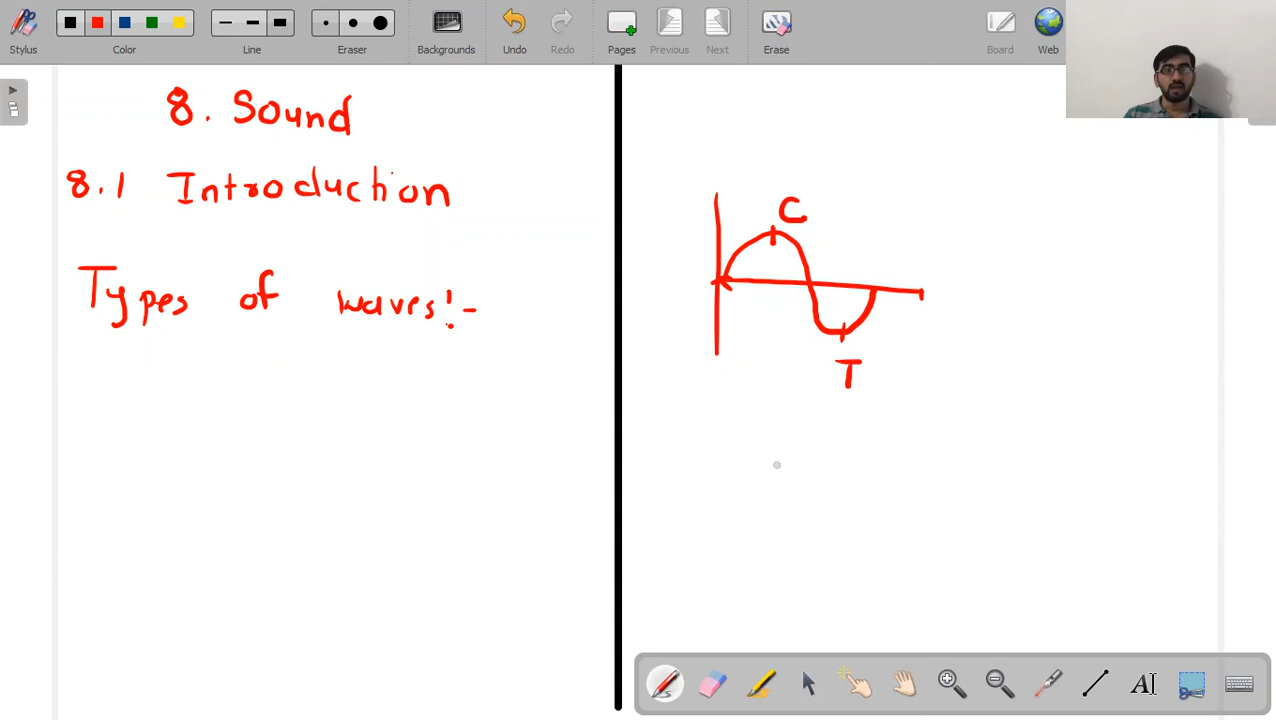 Stylus
Color
Line
Eraser
Backgrounds
Undo
Redo
Pages
Previous
Next
Erase
Board
Web
8. Sound
8.1 Introduction
Types of waves:-
C
T
AI